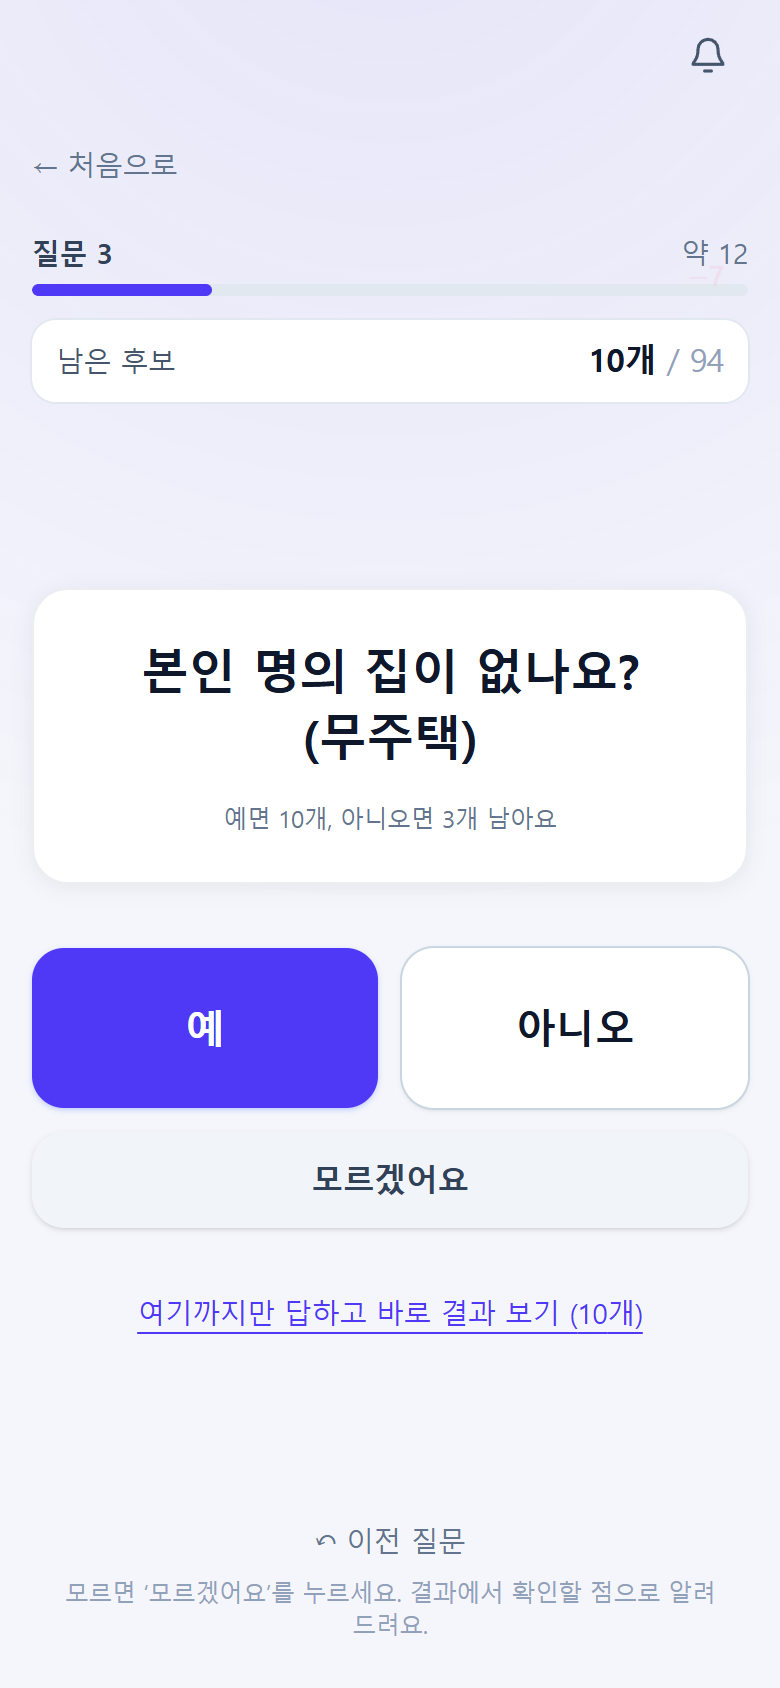 ← 처음으로
질문 3
약 12
−7
남은 후보
10개 / 94
본인 명의 집이 없나요?
(무주택)
예면 10개, 아니오면 3개 남아요
예
아니오
모르겠어요
여기까지만 답하고 바로 결과 보기 (10개)
↶ 이전 질문
모르면 ‘모르겠어요’를 누르세요. 결과에서 확인할 점으로 알려
드려요.